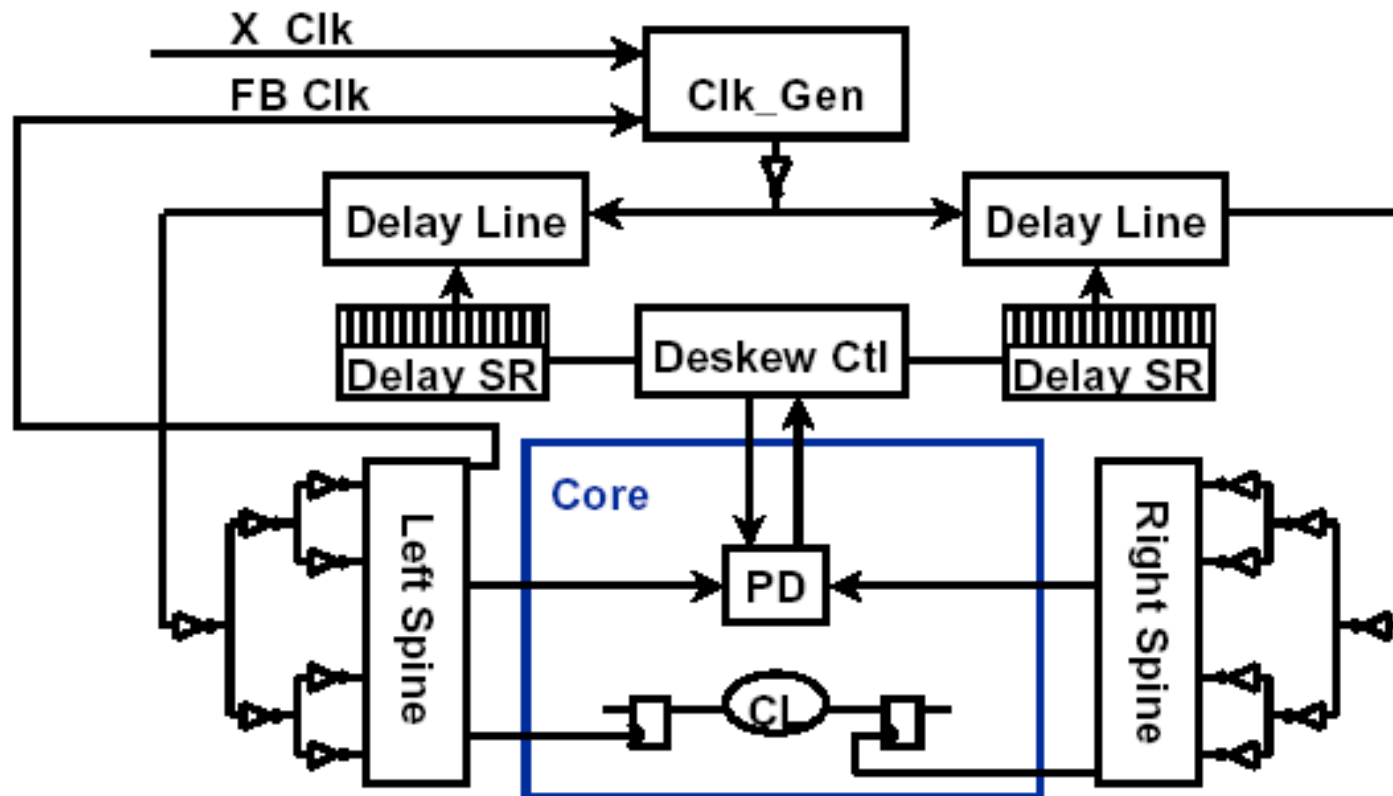 X Clk
FB Clk
Clk_Gen
Delay Line
Delay Line
Delay SR
Deskew Ctl
Delay SR
Core
Left Spine
PD
Right Spine
CL